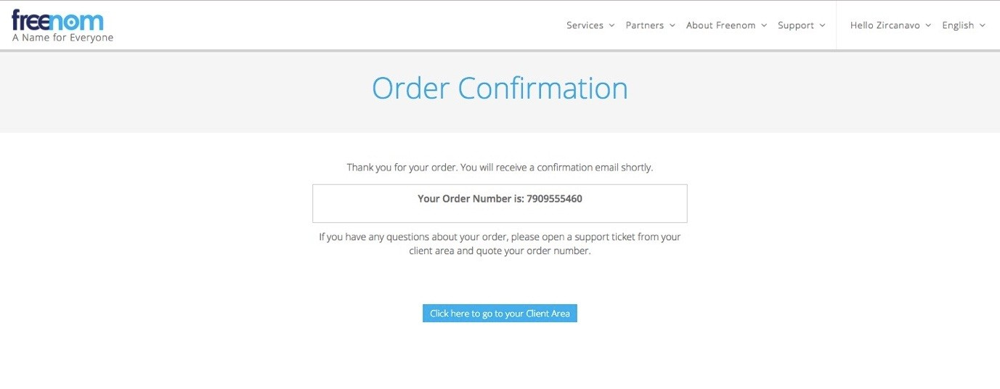 freenom
A Name for Everyone
Services Partners About Freenom Support Hello Zircanavo English
Order Confirmation
Thank you for your order. You will receive a confirmation email shortly.
Your Order Number is: 7909555460
If you have any questions about your order, please open a support ticket from your
client area and quote your order number.
Click here to go to your Client Area